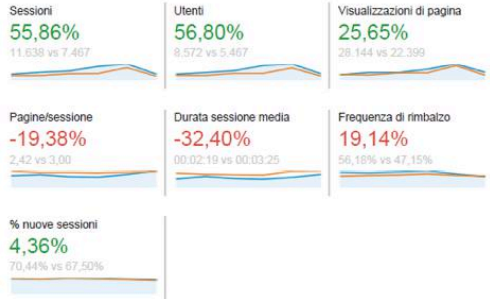 Sessioni
55,86%
11.638 vs 7.467
Utenti
56,80%
8.572 vs 5.467
Visualizzazioni di pagina
25,65%
28.144 vs 22.399
Pagine/sessione
-19,38%
2,42 vs 3,00
Durata sessione media
-32,40%
00:02:19 vs 00:03:25
Frequenza di rimbalzo
19,14%
56,18% vs 47,15%
% nuove sessioni
4,36%
70,44% vs 67,50%